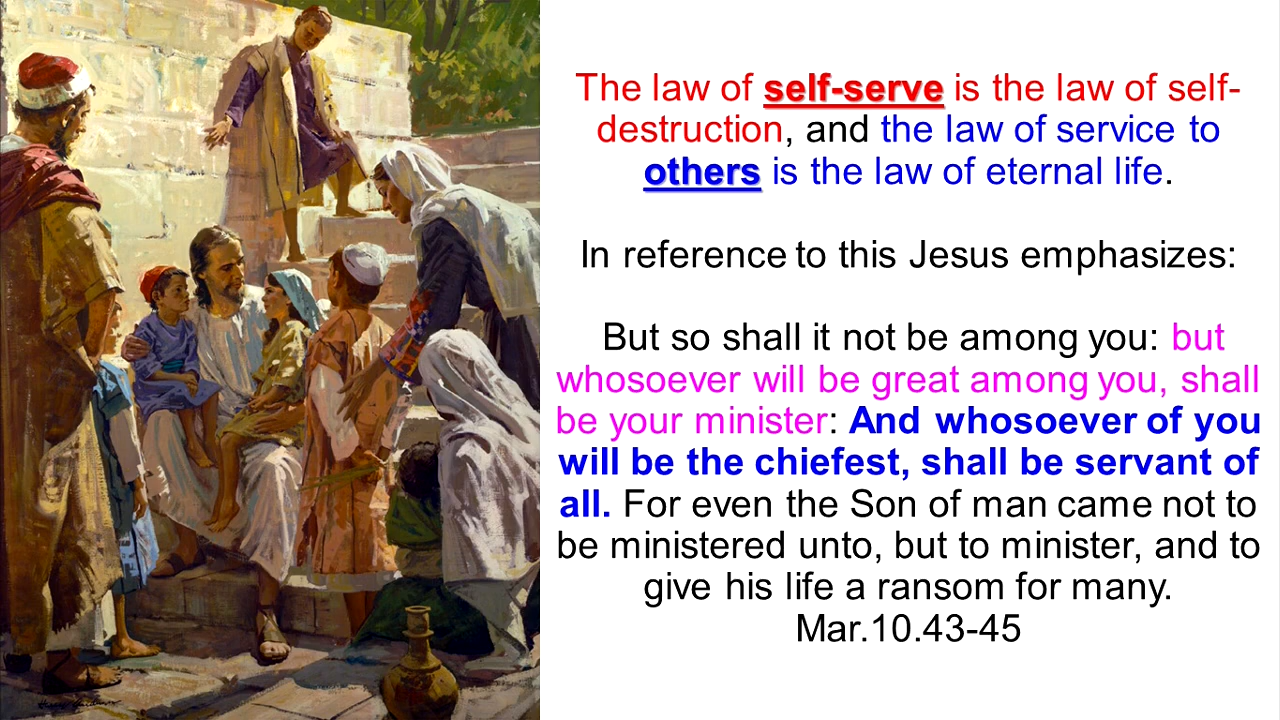 The law of self-serve is the law of self-
destruction, and the law of service to
others is the law of eternal life.
In reference to this Jesus emphasizes:
But so shall it not be among you: but
whosoever will be great among you, shall
be your minister: And whosoever of you
will be the chiefest, shall be servant of
all. For even the Son of man came not to
be ministered unto, but to minister, and to
give his life a ransom for many.
Mar.10.43-45